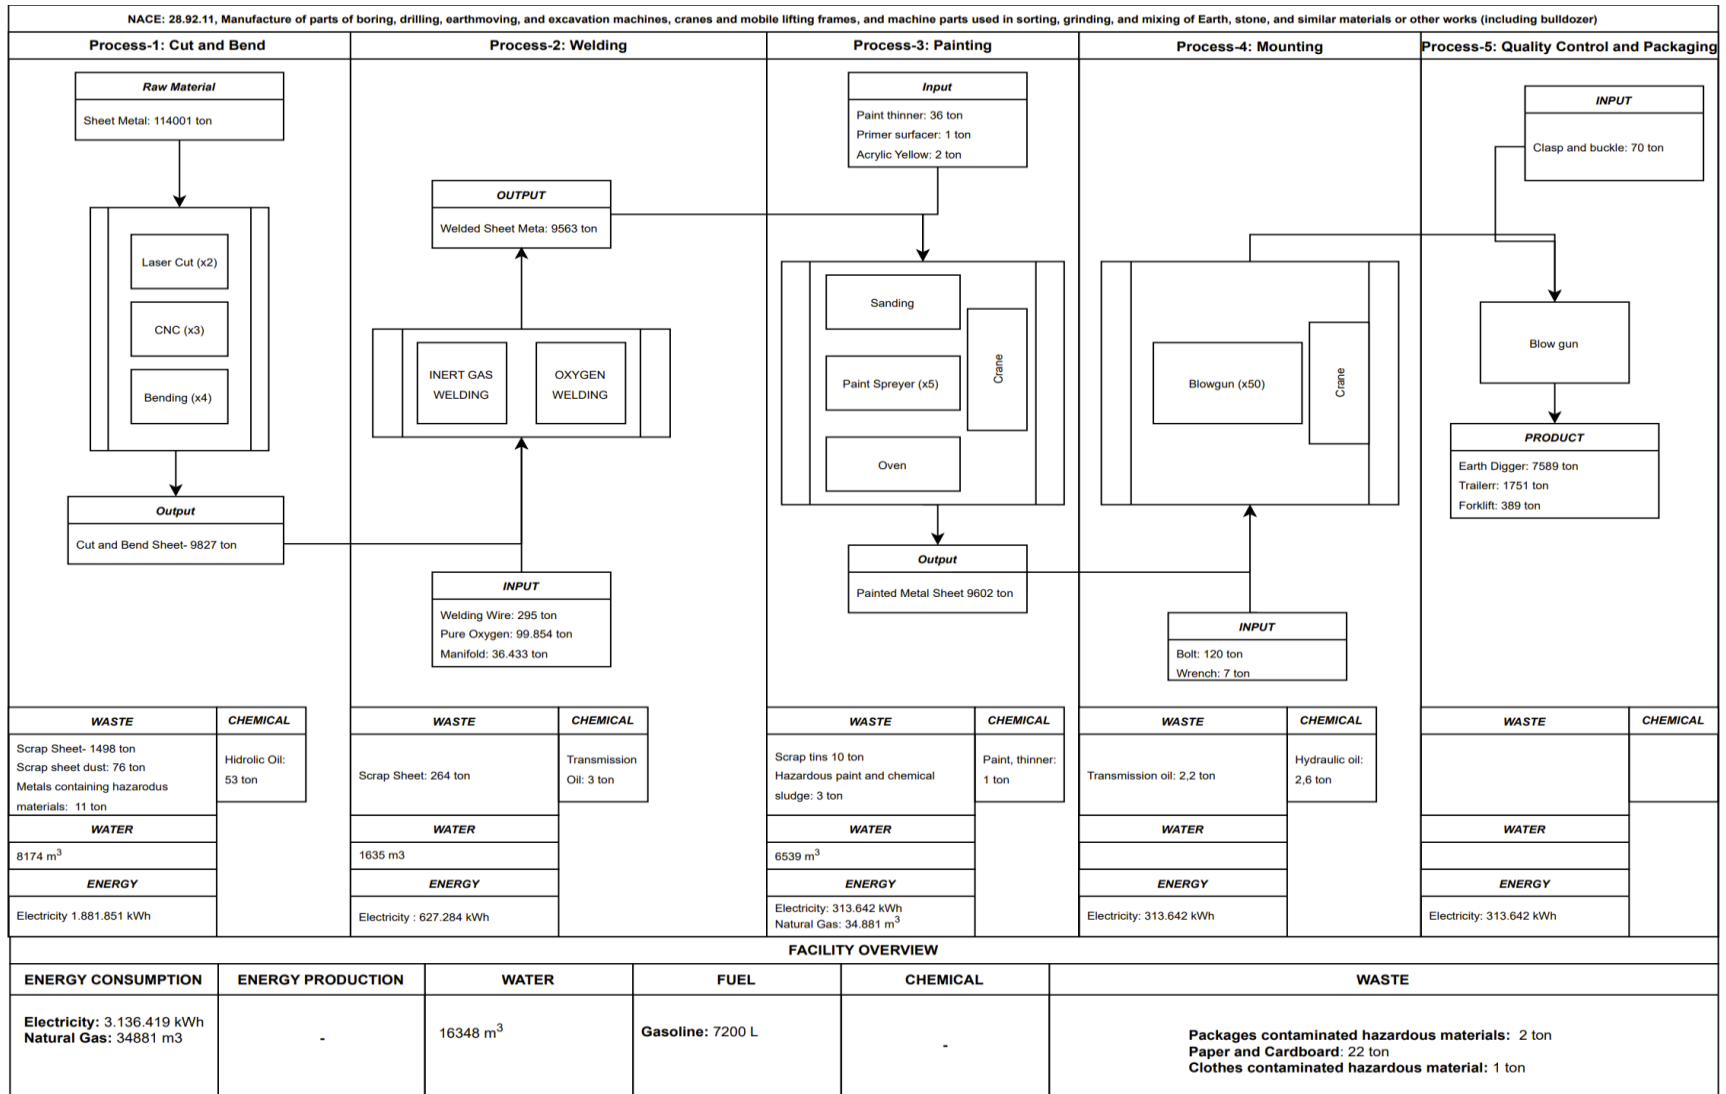 NACE: 28.92.11, Manufacture of parts of boring, drilling, earthmoving, and excavation machines, cranes and mobile lifting frames, and machine parts used in sorting, grinding, and mixing of Earth, stone, and similar materials or other works (including bulldozer)
Process-1: Cut and Bend
Raw Material
Sheet Metal: 114001 ton
Laser Cut (x2)
CNC (x3)
Bending (x4)
Output
Cut and Bend Sheet- 9827 ton
WASTE
Scrap Sheet- 1498 ton
Scrap sheet dust: 76 ton
Metals containing hazarodus
materials: 11 ton
CHEMICAL
Hidrolic Oil:
53 ton
WATER
8174 m3
ENERGY
Electricity 1.881.851 kWh
Process-2: Welding
OUTPUT
Welded Sheet Meta: 9563 ton
INERT GAS
WELDING
OXYGEN
WELDING
INPUT
Welding Wire: 295 ton
Pure Oxygen: 99.854 ton
Manifold: 36.433 ton
WASTE
Scrap Sheet: 264 ton
CHEMICAL
Transmission
Oil: 3 ton
WATER
1635 m3
ENERGY
Electricity : 627.284 kWh
Process-3: Painting
Input
Paint thinner: 36 ton
Primer surfacer: 1 ton
Acrylic Yellow: 2 ton
Sanding
Paint Spreyer (x5)
Oven
Crane
Output
Painted Metal Sheet 9602 ton
WASTE
Scrap tins 10 ton
Hazardous paint and chemical
sludge: 3 ton
CHEMICAL
Paint, thinner:
1 ton
WATER
6539 m3
ENERGY
Electricity: 313.642 kWh
Natural Gas: 34.881 m3
Process-4: Mounting
Blowgun (x50)
Crane
INPUT
Bolt: 120 ton
Wrench: 7 ton
WASTE
Transmission oil: 2,2 ton
CHEMICAL
Hydraulic oil:
2,6 ton
WATER
ENERGY
Electricity: 313.642 kWh
Process-5: Quality Control and Packaging
INPUT
Clasp and buckle: 70 ton
Blow gun
PRODUCT
Earth Digger: 7589 ton
Trailerr: 1751 ton
Forklift: 389 ton
WASTE
CHEMICAL
WATER
ENERGY
Electricity: 313.642 kWh
FACILITY OVERVIEW
ENERGY CONSUMPTION
Electricity: 3.136.419 kWh
Natural Gas: 34881 m3
ENERGY PRODUCTION
-
WATER
16348 m3
FUEL
Gasoline: 7200 L
CHEMICAL
-
WASTE
Packages contaminated hazardous materials: 2 ton
Paper and Cardboard: 22 ton
Clothes contaminated hazardous material: 1 ton